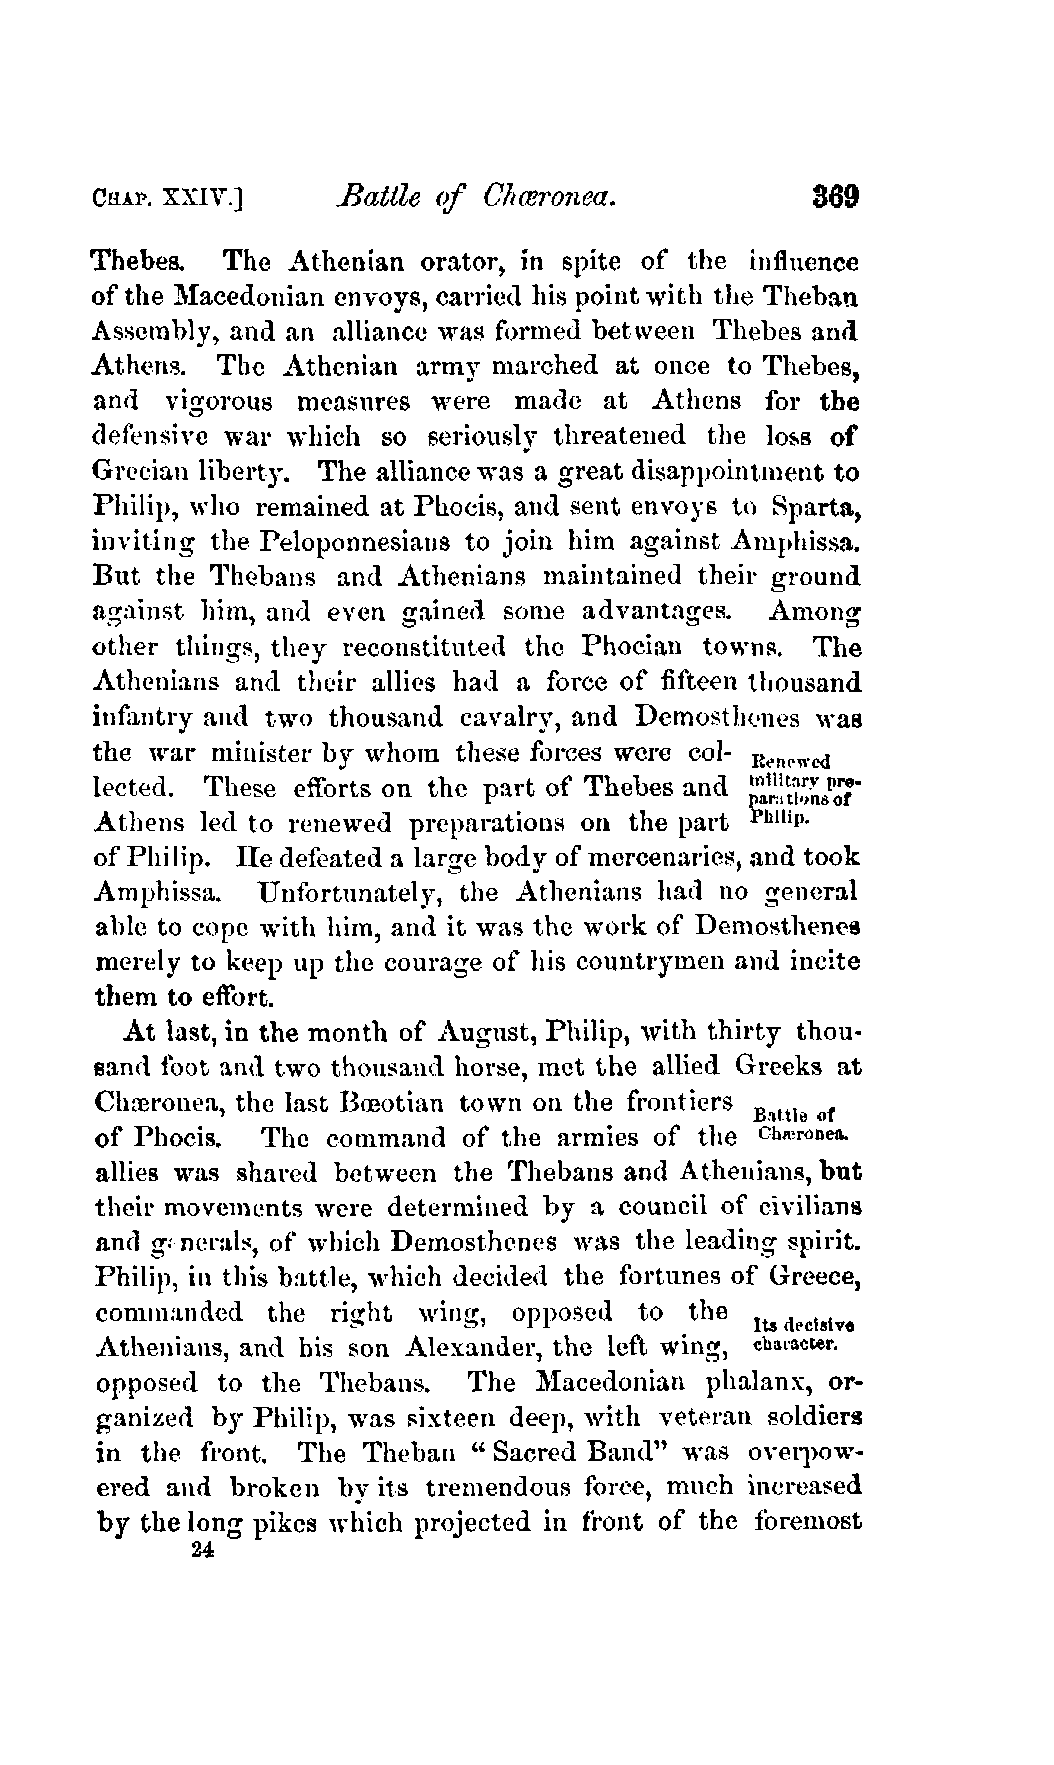 CHAP. XXIV.] Battle of Chæronea. 369
Thebes. The Athenian orator, in spite of the influence
of the Macedonian envoys, carried his point with the Theban
Assembly, and an alliance was formed between Thebes and
Athens. The Athenian army marched at once to Thebes,
and vigorous measures were made at Athens for the
defensive war which so seriously threatened the loss of
Grecian liberty. The alliance was a great disappointment to
Philip, who remained at Phocis, and sent envoys to Sparta,
inviting the Peloponnesians to join him against Amphissa.
But the Thebans and Athenians maintained their ground
against him, and even gained some advantages. Among
other things, they reconstituted the Phocian towns. The
Athenians and their allies had a force of fifteen thousand
infantry and two thousand cavalry, and Demosthenes was
the war minister by whom these forces were col-
lected. These efforts on the part of Thebes and
Athens led to renewed preparations on the part
Renewed
military pre-
parations of
Philip.
of Philip. He defeated a large body of mercenaries, and took
Amphissa. Unfortunately, the Athenians had no general
able to cope with him, and it was the work of Demosthenes
merely to keep up the courage of his countrymen and incite
them to effort.
At last, in the month of August, Philip, with thirty thou-
sand foot and two thousand horse, met the allied Greeks at
Chæronea, the last Bœotian town on the frontiers
of Phocis. The command of the armies of the
Battle of
Chæronea.
allies was shared between the Thebans and Athenians, but
their movements were determined by a council of civilians
and generals, of which Demosthenes was the leading spirit.
Philip, in this battle, which decided the fortunes of Greece,
commanded the right wing, opposed to the
Athenians, and his son Alexander, the left wing,
Its decisive
character.
opposed to the Thebans. The Macedonian phalanx, or-
ganized by Philip, was sixteen deep, with veteran soldiers
in the front. The Theban "Sacred Band" was overpow-
ered and broken by its tremendous force, much increased
by the long pikes which projected in front of the foremost
24